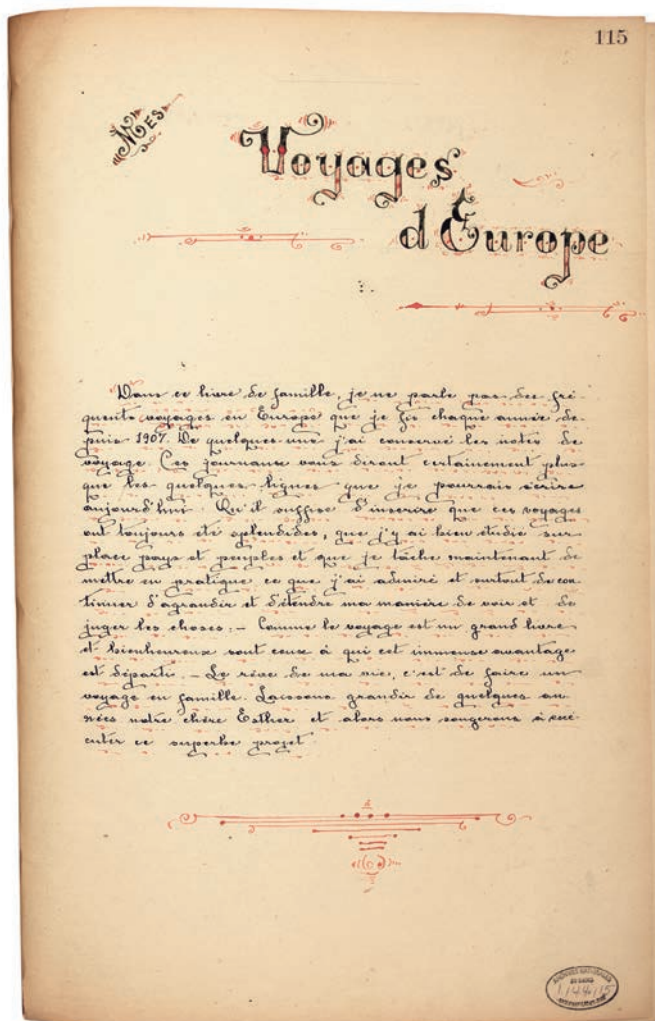 115
MES
Voyages
d'Europe
Dans ce livre de famille, je ne parle pas des fré-
quents voyages en Europe que je fis chaque année de-
puis 1907. De quelques uns j'ai conservé les notes de
voyage. Ces journaux vous diront certainement plus
que les quelques lignes que je pourrais écrire
aujourd'hui. Qu'il suffise d'inscrire que ces voyages
ont toujours été splendides, que j'y ai bien étudié sur
place pays et peuples et que je tâche maintenant de
mettre en pratique ce que j'ai admiré et surtout de con-
tinuer d'agrandir et d'étendre ma manière de voir et de
juger les choses. – Comme le voyage est un grand livre
et bienheureux sont ceux à qui cet immense avantage
est départi. – Le rêve de ma vie, c'est de faire un
voyage en famille. Laissons grandir de quelques an-
nées notre chère Esther et alors nous songerons à exé-
cuter ce superbe projet.
ARCHIVES NATIONALES